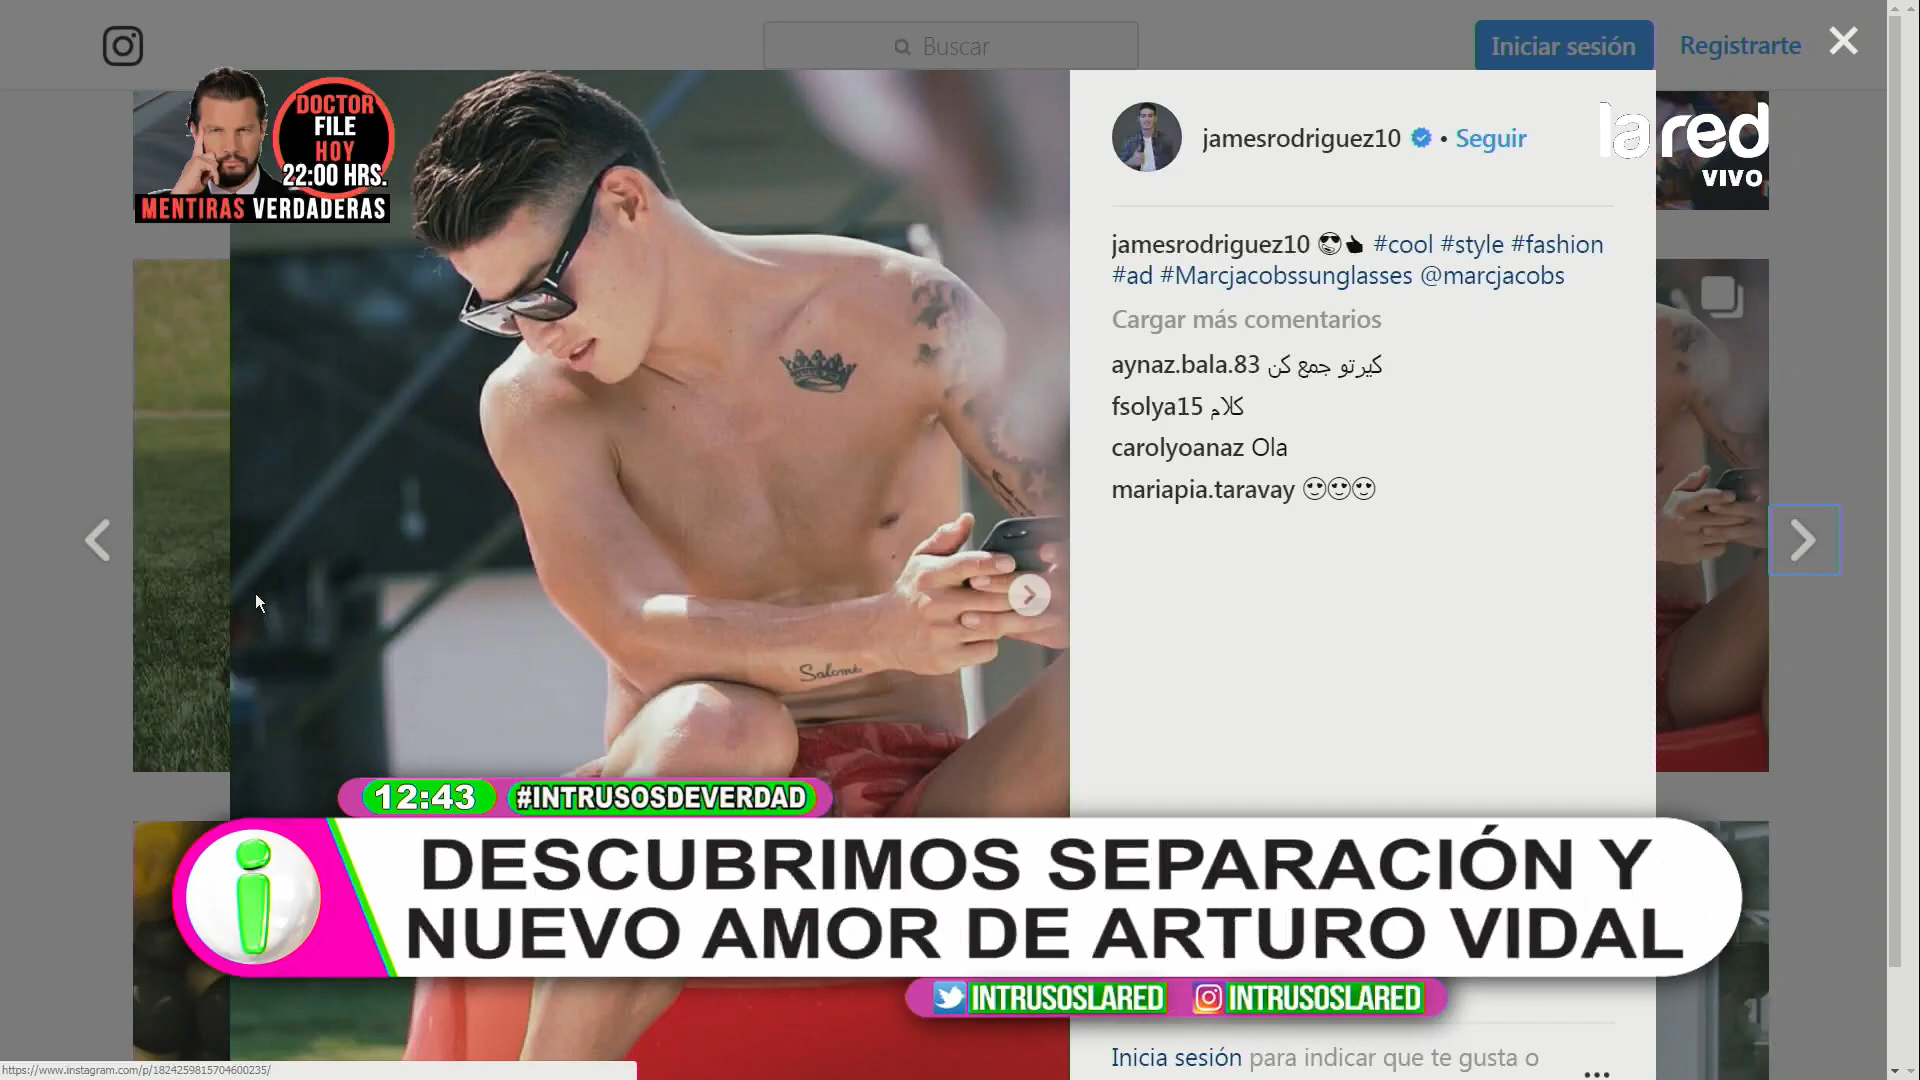 Buscar
Iniciar sesión
Registrarte
DOCTOR
FILE
HOY
22:00 HRS.
MENTIRAS VERDADERAS
la red
VIVO
jamesrodriguez10 • Seguir
jamesrodriguez10 😎👍 #cool #style #fashion
#ad #Marcjacobssunglasses @marcjacobs
Cargar más comentarios
aynaz.bala.83 کیرتو جمع کن
fsolya15 کلام
carolyoanaz Ola
mariapia.taravay 😍😍😍
Salomé
12:43 #INTRUSOSDEVERDAD
DESCUBRIMOS SEPARACIÓN Y
NUEVO AMOR DE ARTURO VIDAL
INTRUSOSLARED INTRUSOSLARED
Inicia sesión para indicar que te gusta o
https://www.instagram.com/p/1824259815704600235/